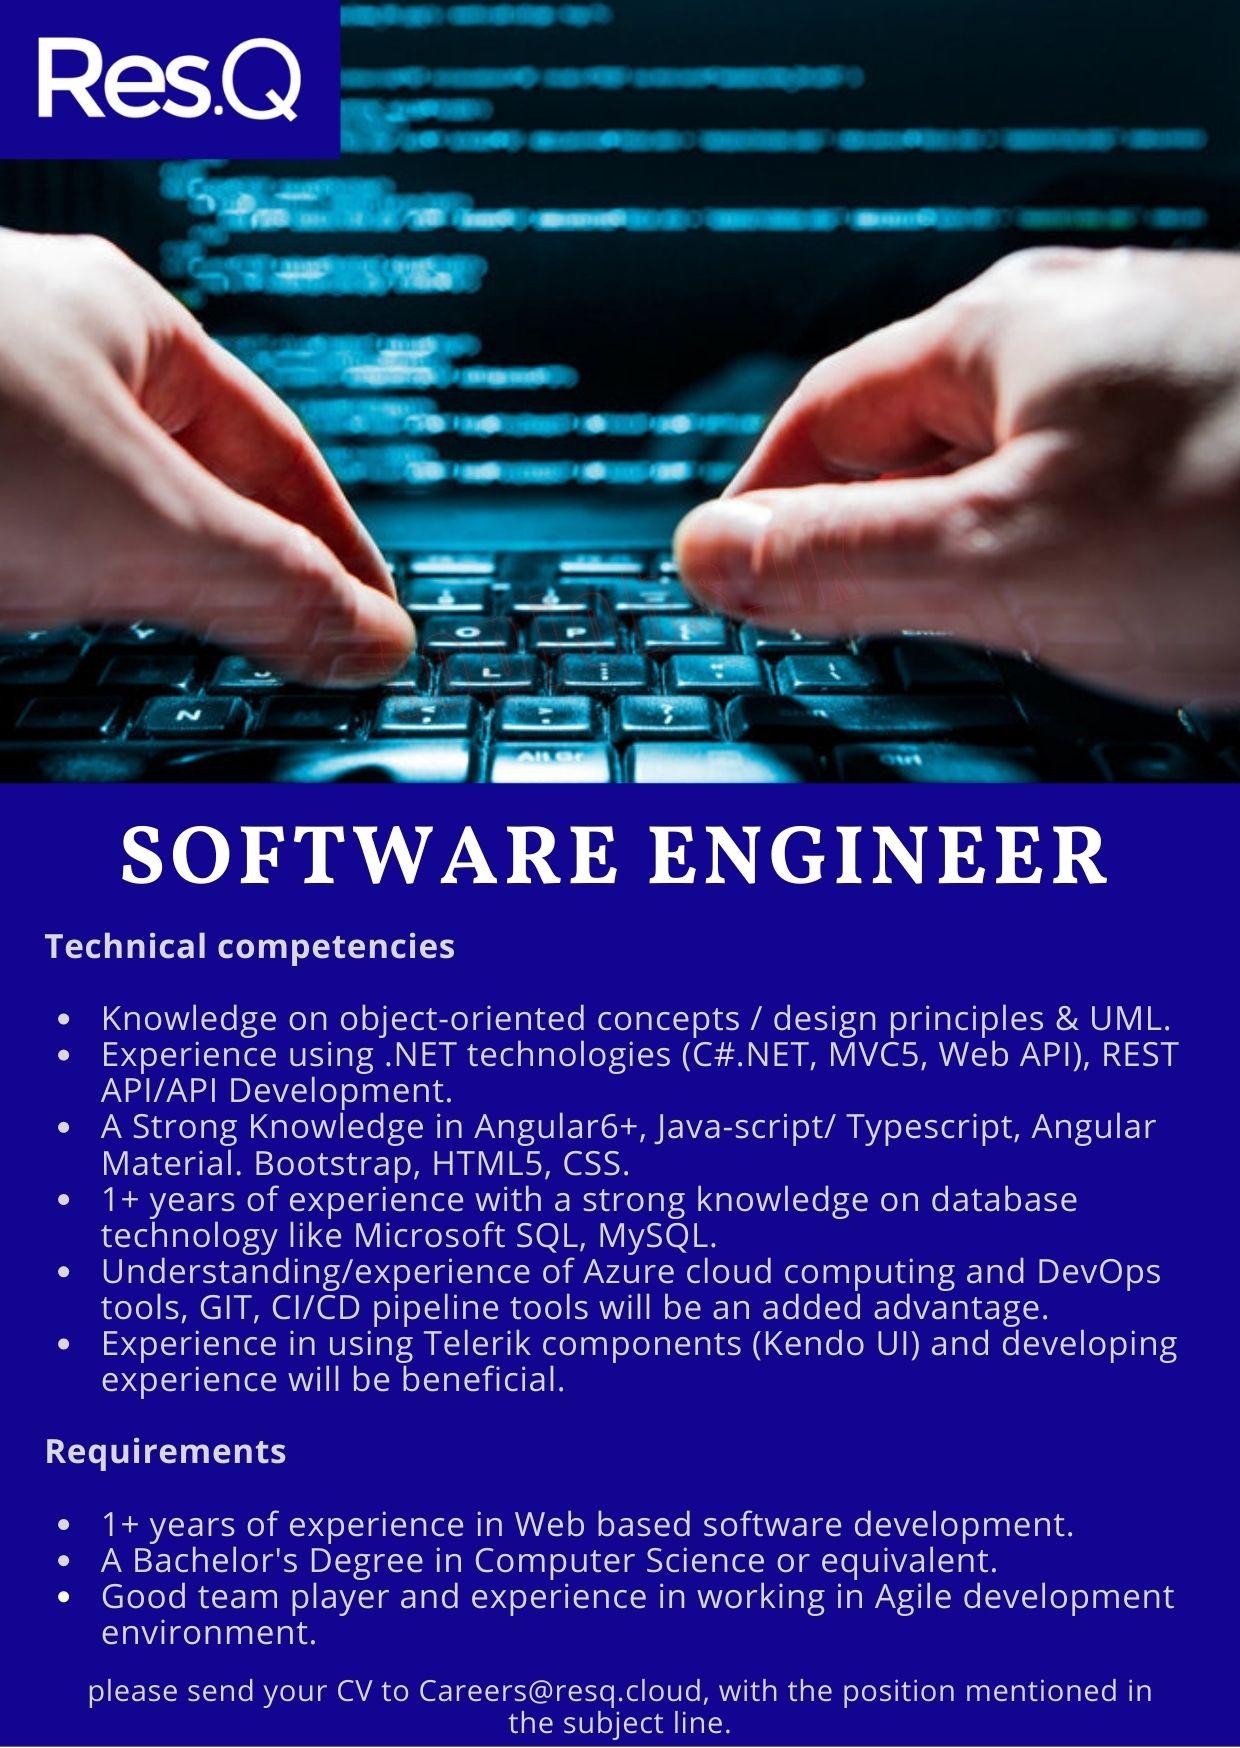 Res.Q
SOFTWARE ENGINEER
Technical competencies
• Knowledge on object-oriented concepts / design principles & UML.
• Experience using .NET technologies (C#.NET, MVC5, Web API), REST
API/API Development.
• A Strong Knowledge in Angular6+, Java-script/ Typescript, Angular
Material. Bootstrap, HTML5, CSS.
• 1+ years of experience with a strong knowledge on database
technology like Microsoft SQL, MySQL.
• Understanding/experience of Azure cloud computing and DevOps
tools, GIT, CI/CD pipeline tools will be an added advantage.
• Experience in using Telerik components (Kendo UI) and developing
experience will be beneficial.
Requirements
• 1+ years of experience in Web based software development.
• A Bachelor's Degree in Computer Science or equivalent.
• Good team player and experience in working in Agile development
environment.
please send your CV to Careers@resq.cloud, with the position mentioned in
the subject line.